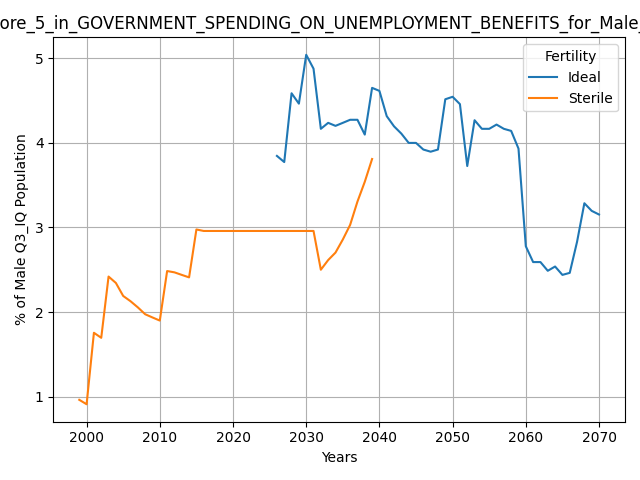 ore_5_in_GOVERNMENT_SPENDING_ON_UNEMPLOYMENT_BENEFITS_for_Male_
Fertility
Ideal
Sterile
% of Male Q3_IQ Population
5
4
3
2
1
2000 2010 2020 2030 2040 2050 2060 2070
Years